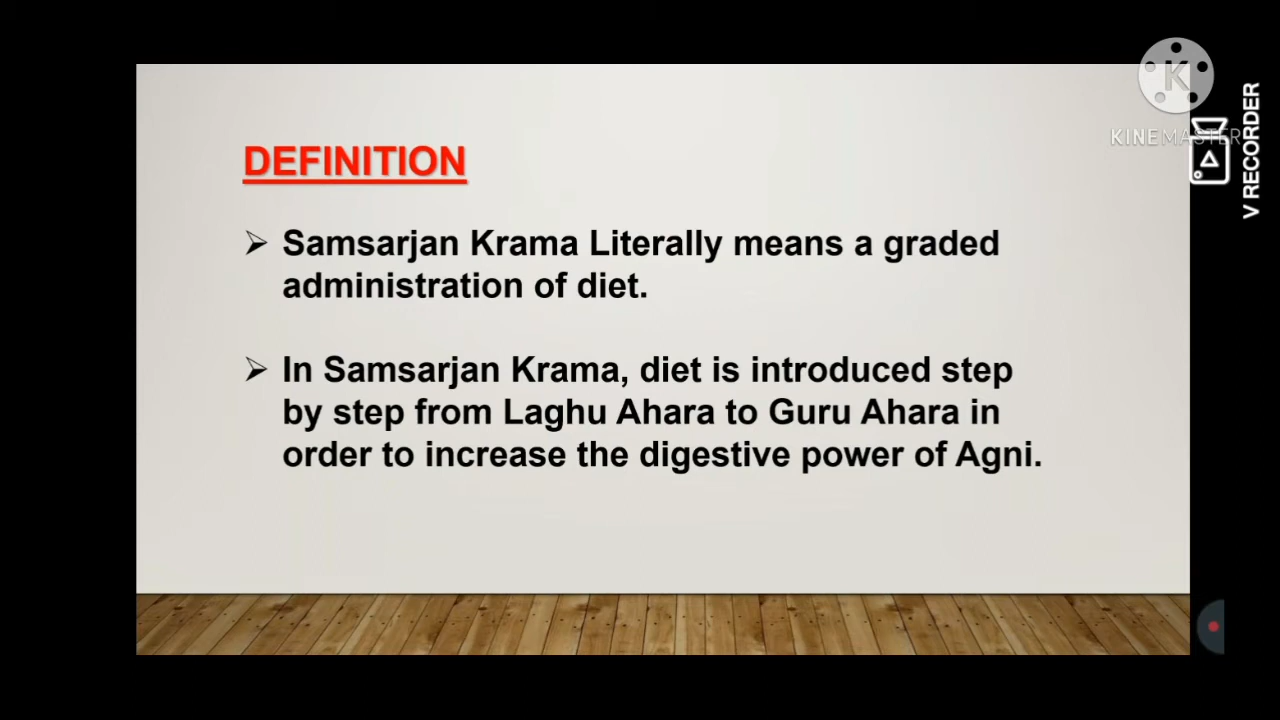 KINEMASTER
V RECORDER
DEFINITION
➢ Samsarjan Krama Literally means a graded
administration of diet.
➢ In Samsarjan Krama, diet is introduced step
by step from Laghu Ahara to Guru Ahara in
order to increase the digestive power of Agni.